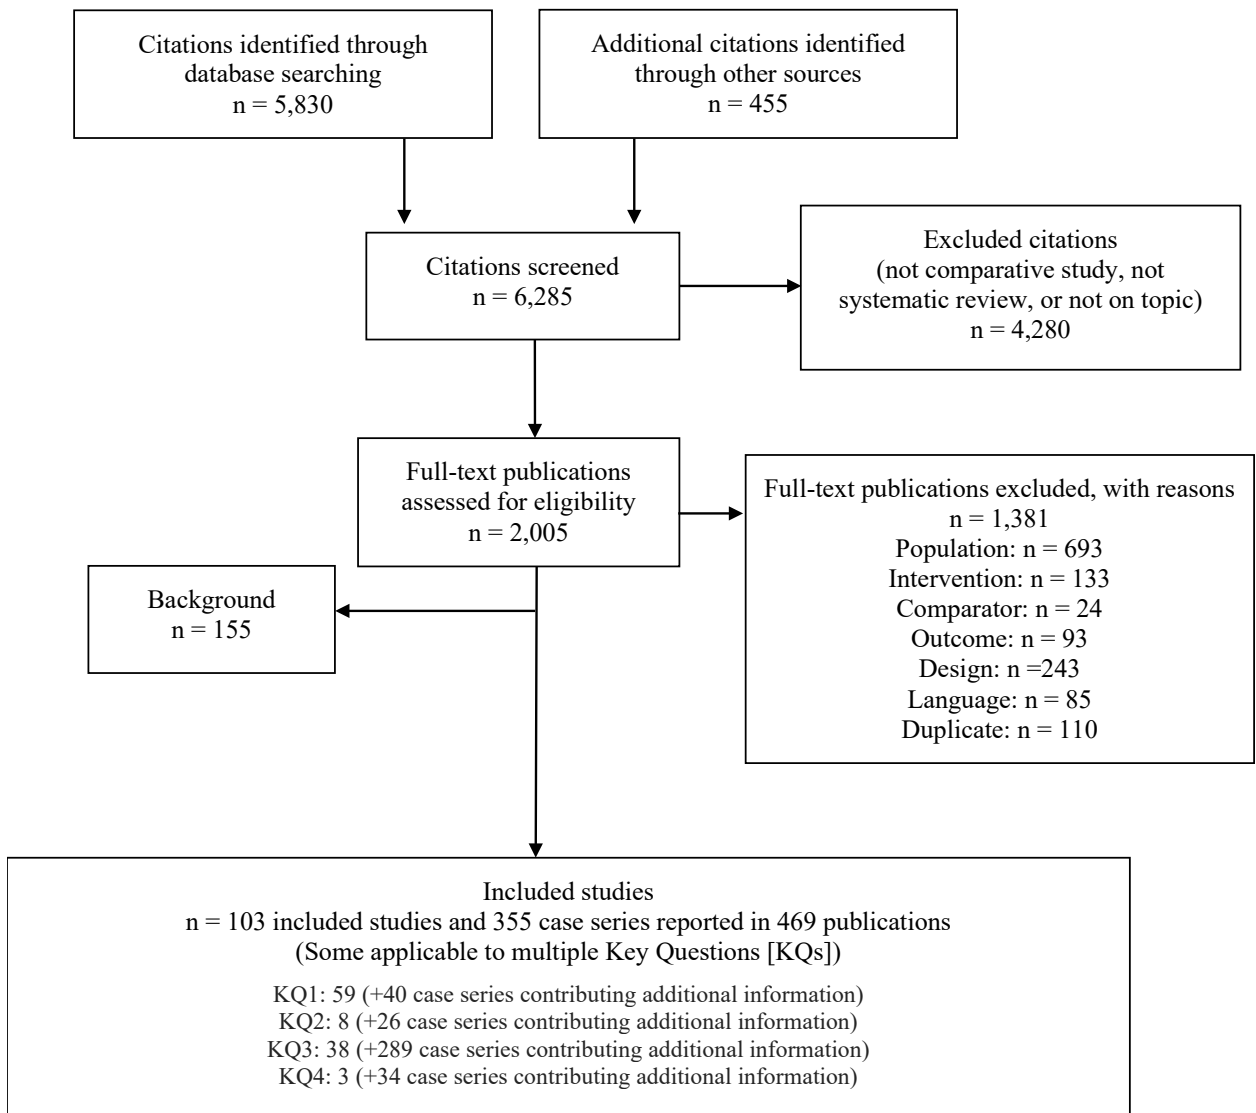 Citations identified through
database searching
n = 5,830
Additional citations identified
through other sources
n = 455
Citations screened
n = 6,285
Excluded citations
(not comparative study, not
systematic review, or not on topic)
n = 4,280
Full-text publications
assessed for eligibility
n = 2,005
Full-text publications excluded, with reasons
n = 1,381
Population: n = 693
Intervention: n = 133
Comparator: n = 24
Outcome: n = 93
Design: n =243
Language: n = 85
Duplicate: n = 110
Background
n = 155
Included studies
n = 103 included studies and 355 case series reported in 469 publications
(Some applicable to multiple Key Questions [KQs])
KQ1: 59 (+40 case series contributing additional information)
KQ2: 8 (+26 case series contributing additional information)
KQ3: 38 (+289 case series contributing additional information)
KQ4: 3 (+34 case series contributing additional information)